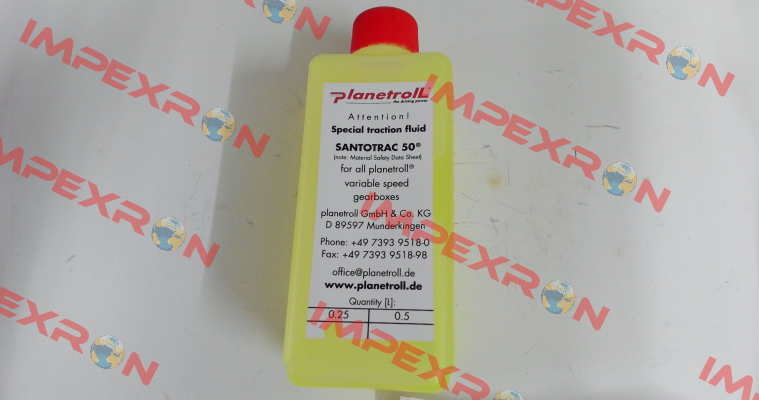 planetroll
the driving power
Attention!
Special traction fluid
SANTOTRAC 50®
(note: Material Safety Data Sheet)
for all planetroll®
variable speed
gearboxes
planetroll GmbH & Co. KG
D 89597 Munderkingen
Phone: +49 7393 9518-0
Fax: +49 7393 9518-98
office@planetroll.de
www.planetroll.de
Quantity [L]:
0.25 0.5
IMPEXRON
IMPEXRON
IMPEXRON
IMPEXRON
IMPEXRON
IMPEXRON
IMPEXRON
IMPEX